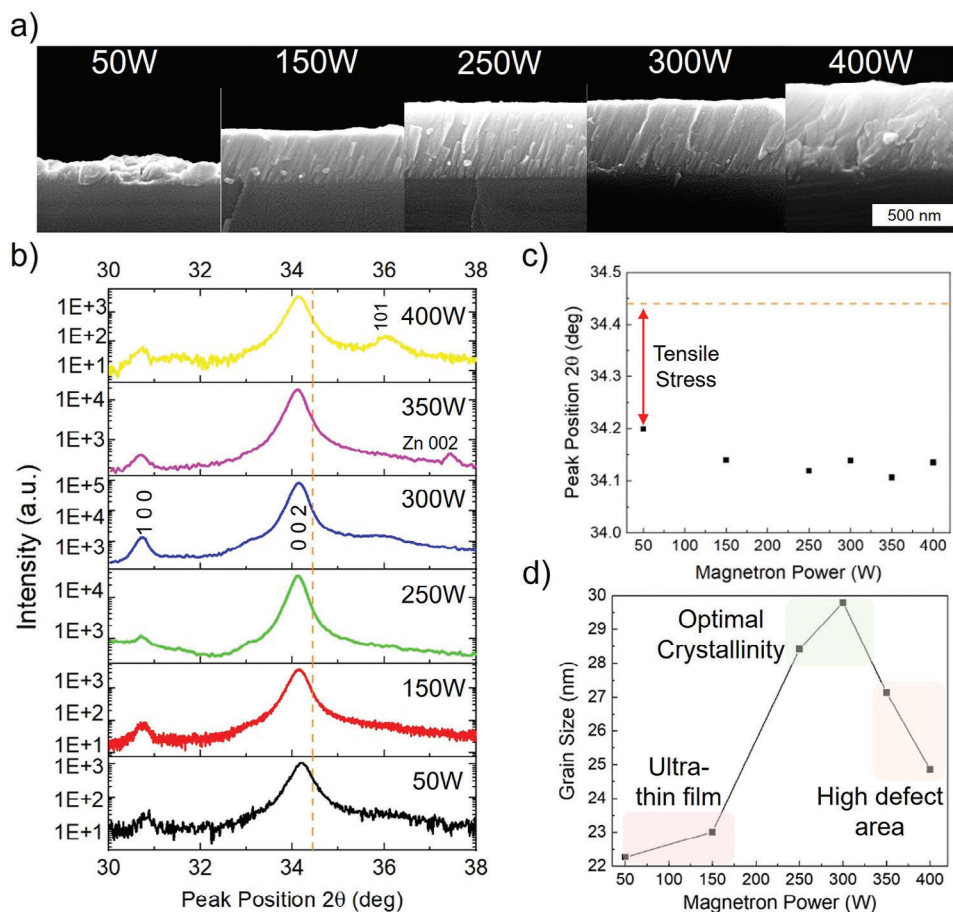 a)
50W 150W 250W 300W 400W
500 nm
b)
30 32 34 36 38
Intensity (a.u.)
1E+3
1E+2
1E+1
400W
101
1E+4
1E+3
350W
Zn 002
1E+5
1E+4
1E+3
300W
1 0 0
0 0 2
1E+4
1E+3
250W
1E+3
1E+2
1E+1
150W
1E+3
1E+2
1E+1
50W
30 32 34 36 38
Peak Position 2θ (deg)
c)
Peak Position 2θ (deg)
34.5
34.4
34.3
34.2
34.1
34.0
Tensile
Stress
50 100 150 200 250 300 350 400
Magnetron Power (W)
d)
Grain Size (nm)
30
29
28
27
26
25
24
23
22
Optimal
Crystallinity
Ultra-
thin film
High defect
area
50 100 150 200 250 300 350 400
Magnetron Power (W)